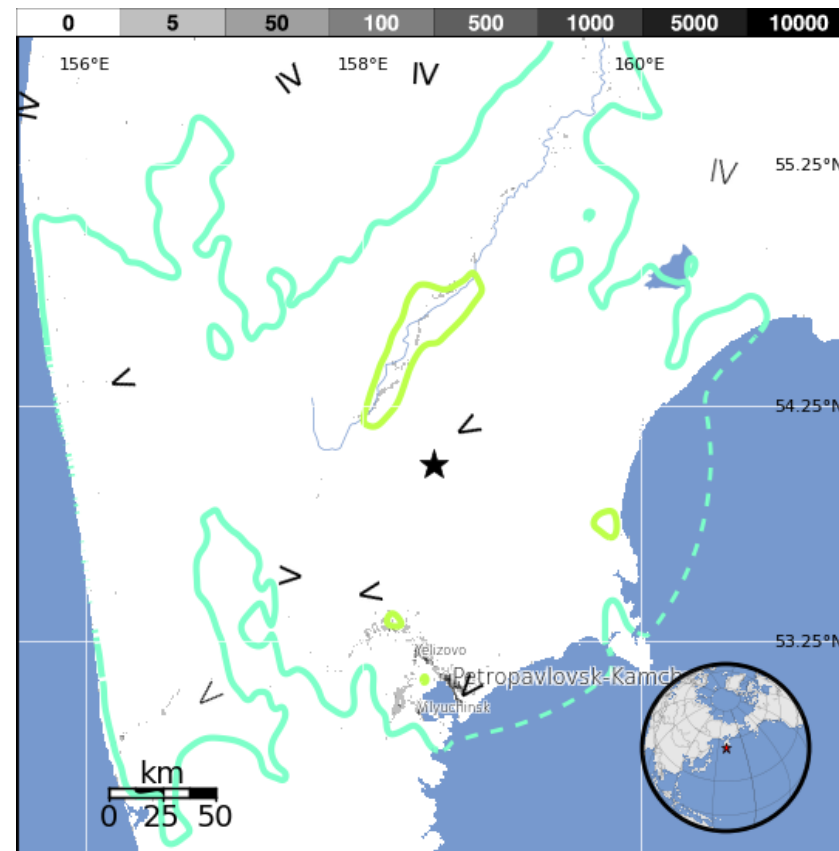 0 5 50 100 500 1000 5000 10000
156°E 158°E 160°E
IV IV IV
IV
55.25°N
V
54.25°N
V
V V
53.25°N
Yelizovo
Petropavlovsk-Kamch
V
Vilyuchinsk
V
km
0 25 50